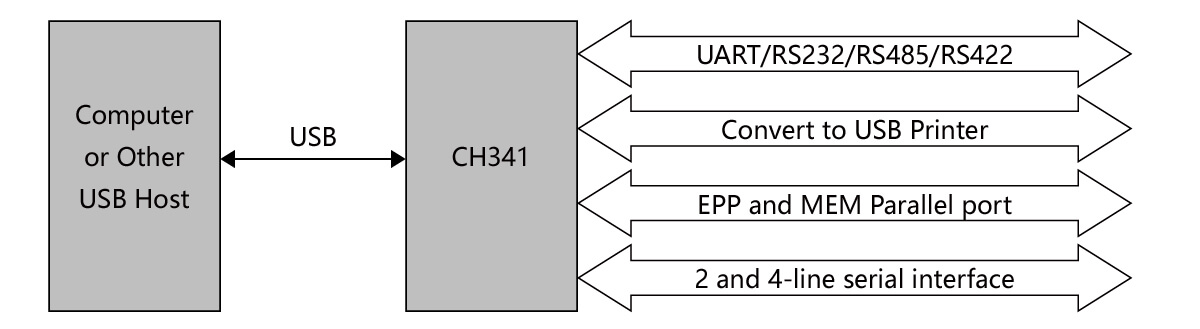 Computer
or Other
USB Host
USB
CH341
UART/RS232/RS485/RS422
Convert to USB Printer
EPP and MEM Parallel port
2 and 4-line serial interface